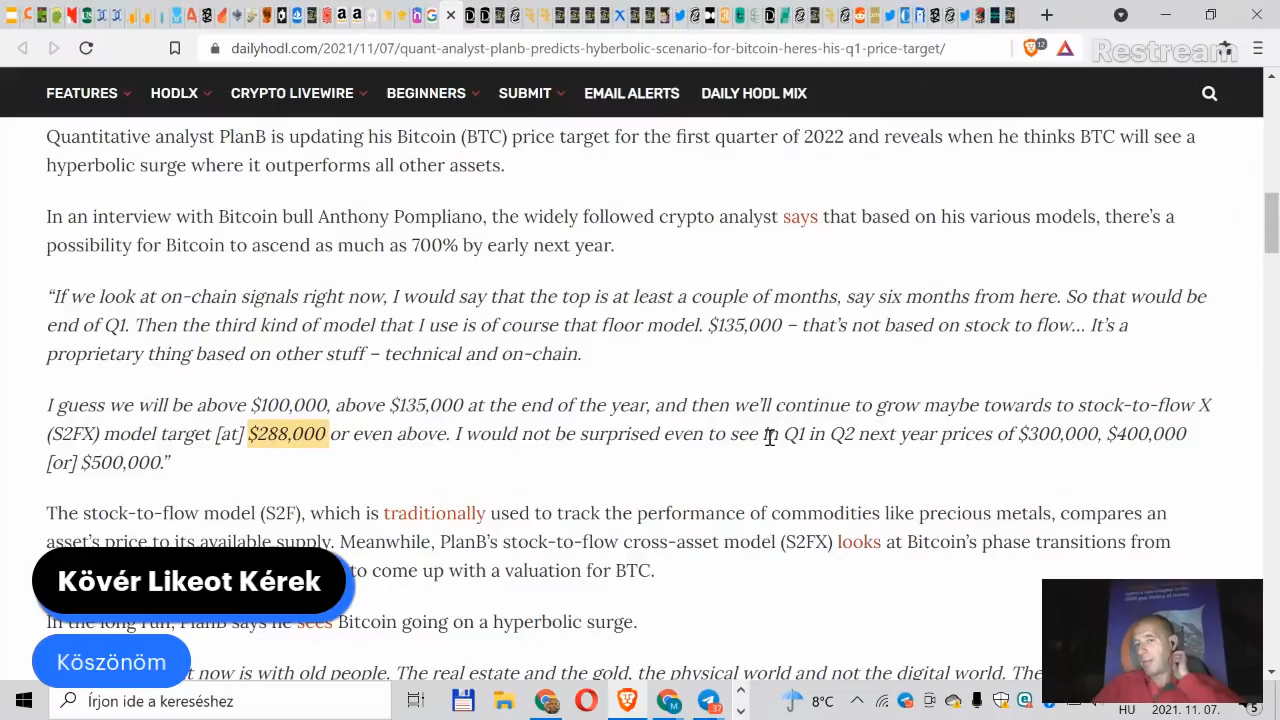 dailyhodl.com/2021/11/07/quant-analyst-planb-predicts-hyberbolic-scenario-for-bitcoin-heres-his-q1-price-target/
12
Restream
FEATURES HODLX CRYPTO LIVEWIRE BEGINNERS SUBMIT EMAIL ALERTS DAILY HODL MIX
Quantitative analyst PlanB is updating his Bitcoin (BTC) price target for the first quarter of 2022 and reveals when he thinks BTC will see a
hyperbolic surge where it outperforms all other assets.
In an interview with Bitcoin bull Anthony Pompliano, the widely followed crypto analyst says that based on his various models, there’s a
possibility for Bitcoin to ascend as much as 700% by early next year.
“If we look at on-chain signals right now, I would say that the top is at least a couple of months, say six months from here. So that would be
end of Q1. Then the third kind of model that I use is of course that floor model. $135,000 – that’s not based on stock to flow… It’s a
proprietary thing based on other stuff – technical and on-chain.
I guess we will be above $100,000, above $135,000 at the end of the year, and then we’ll continue to grow maybe towards to stock-to-flow X
(S2FX) model target [at] $288,000 or even above. I would not be surprised even to see in Q1 in Q2 next year prices of $300,000, $400,000
[or] $500,000.”
The stock-to-flow model (S2F), which is traditionally used to track the performance of commodities like precious metals, compares an
asset’s price to its available supply. Meanwhile, PlanB’s stock-to-flow cross-asset model (S2FX) looks at Bitcoin’s phase transitions from
to come up with a valuation for BTC.
Kövér Likeot Kérek
In the long run, PlanB says he sees Bitcoin going on a hyperbolic surge.
Köszönöm
t now is with old people. The real estate and the gold, the physical world and not the digital world. The
Írjon ide a kereséshez
37
8°C
HU
2021. 11. 07.
5